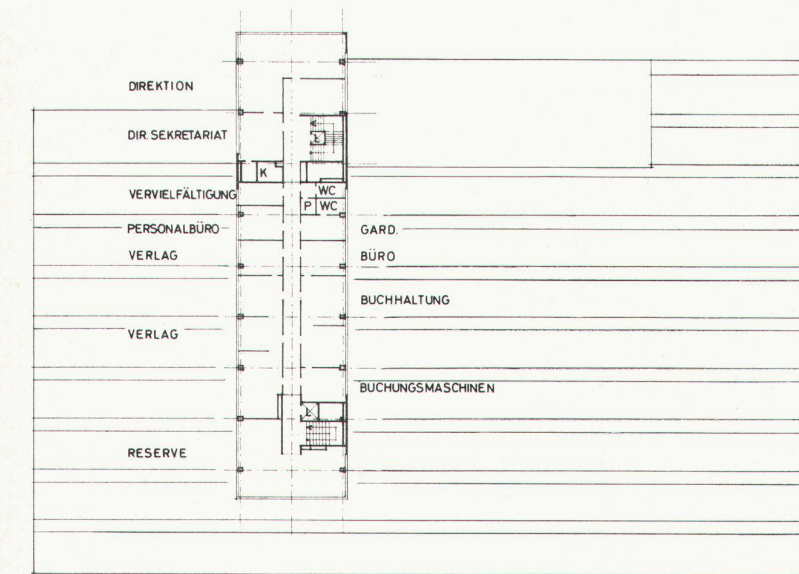 DIREKTION
DIR. SEKRETARIAT
K
VERVIELFÄLTIGUNG
WC
P WC
PERSONALBÜRO
GARD.
VERLAG
BÜRO
BUCHHALTUNG
VERLAG
BUCHUNGSMASCHINEN
RESERVE